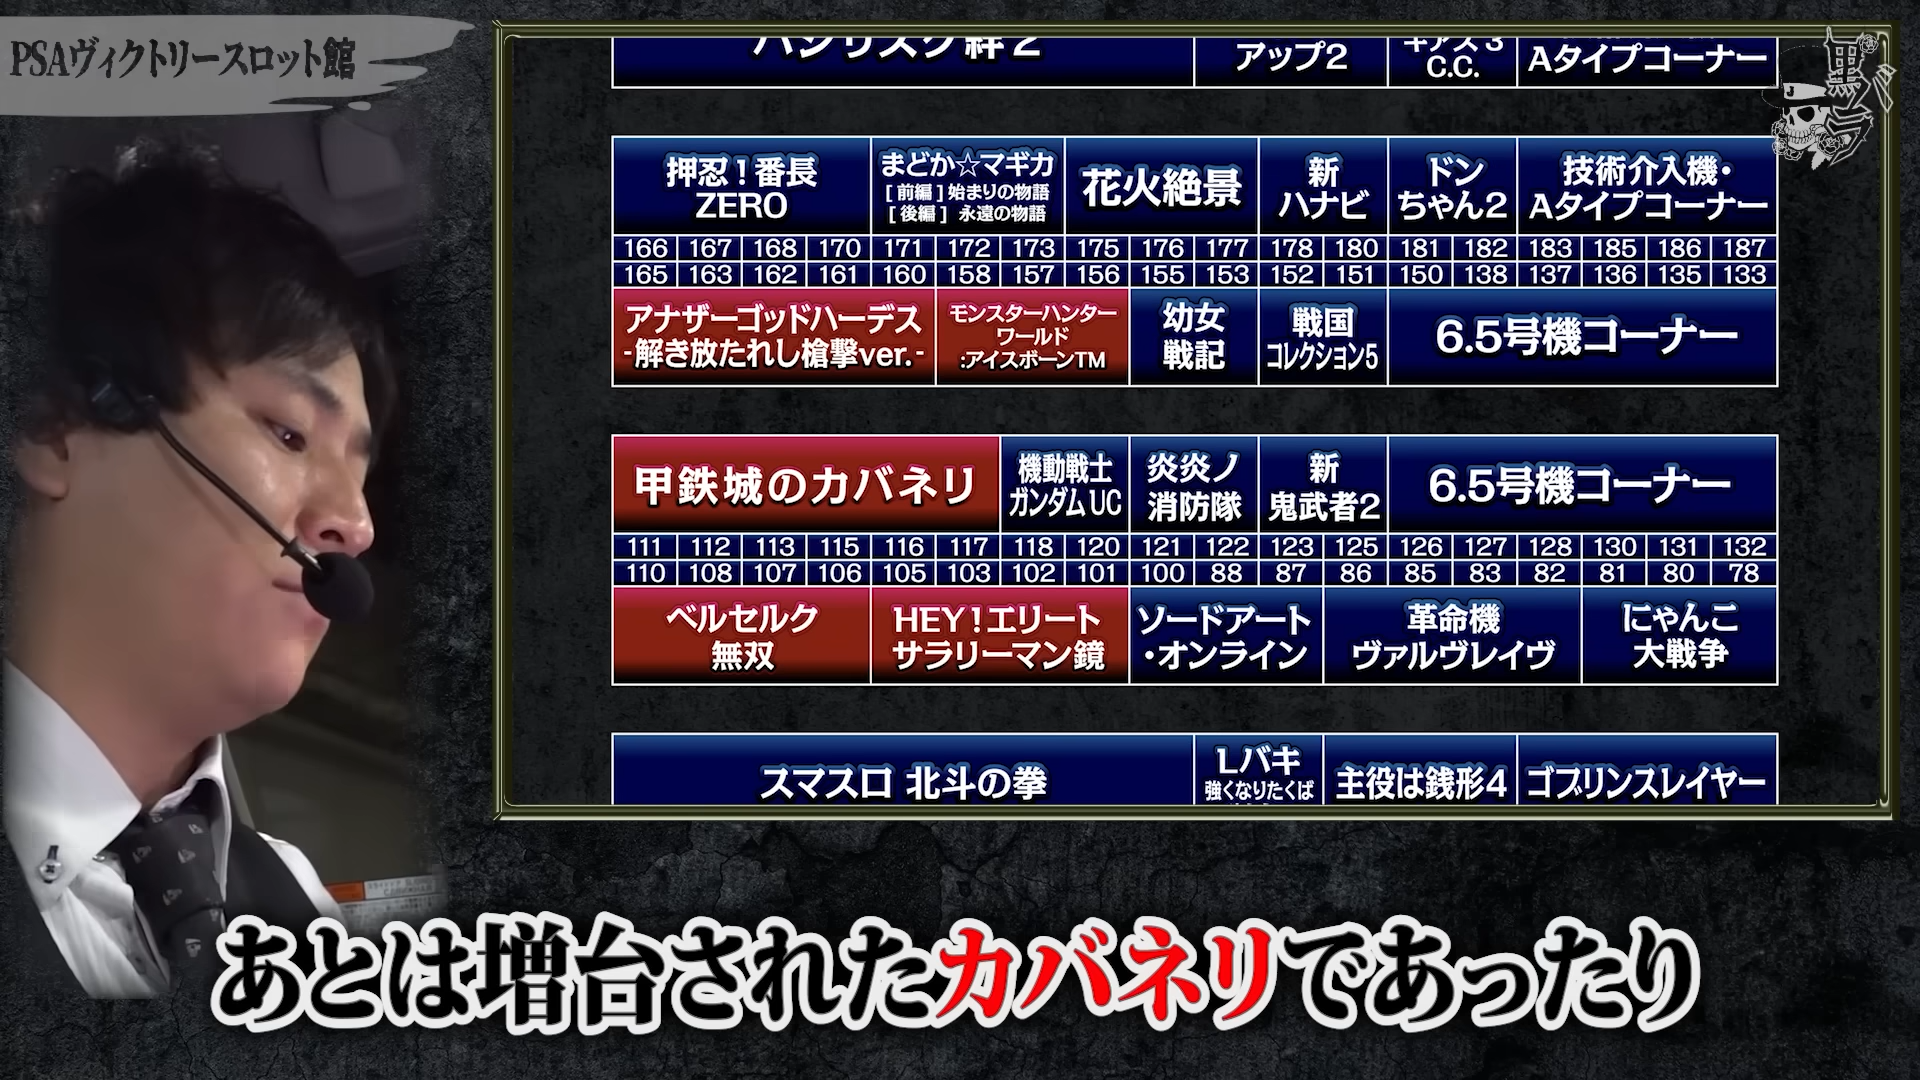 PSAヴィクトリースロット館
黒バラ
バジリスク絆2
アップ2
ギアス3
C.C.
Aタイプコーナー
押忍！番長
ZERO
まどか☆マギカ
[前編]始まりの物語
[後編] 永遠の物語
花火絶景
新
ハナビ
ドン
ちゃん2
技術介入機・
Aタイプコーナー
166 167 168 170 171 172 173 175 176 177 178 180 181 182 183 185 186 187
165 163 162 161 160 158 157 156 155 153 152 151 150 138 137 136 135 133
アナザーゴッドハーデス
-解き放たれし槍撃ver.-
モンスターハンター
ワールド
:アイスボーンTM
幼女
戦記
戦国
コレクション5
6.5号機コーナー
甲鉄城のカバネリ
機動戦士
ガンダムUC
炎炎ノ
消防隊
新
鬼武者2
6.5号機コーナー
111 112 113 115 116 117 118 120 121 122 123 125 126 127 128 130 131 132
110 108 107 106 105 103 102 101 100 88 87 86 85 83 82 81 80 78
ベルセルク
無双
HEY！エリート
サラリーマン鏡
ソードアート
・オンライン
革命機
ヴァルヴレイヴ
にゃんこ
大戦争
スマスロ 北斗の拳
Lバキ
強くなりたくば
主役は銭形4
ゴブリンスレイヤー
あとは増台されたカバネリであったり